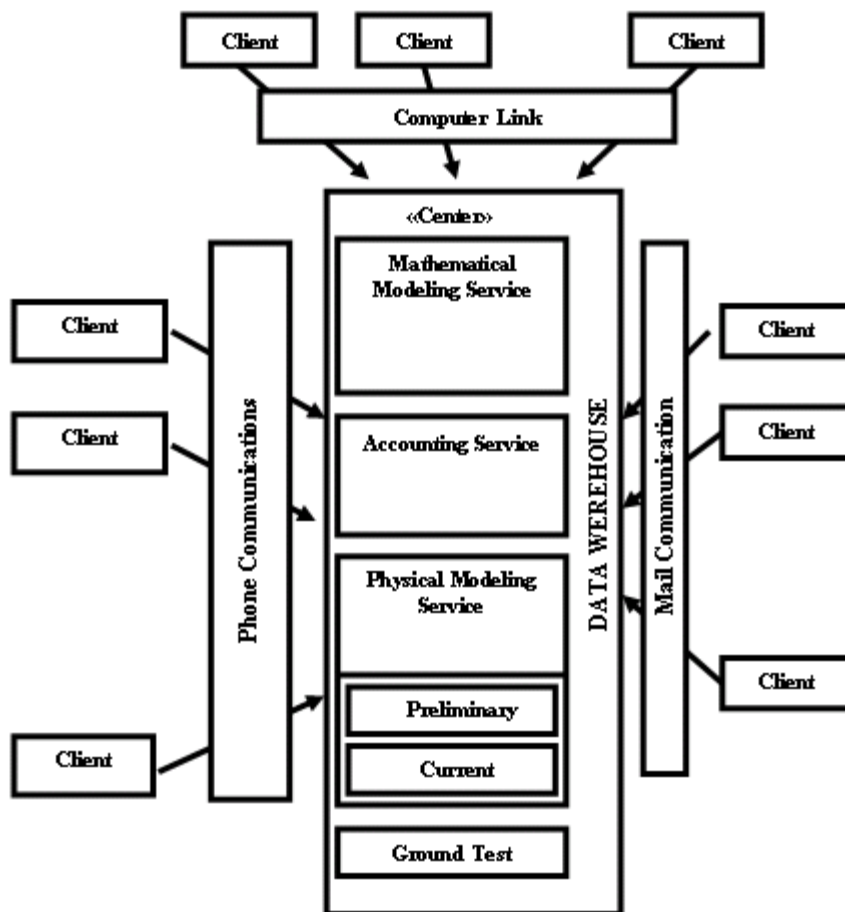 Client
Client
Client
Computer Link
«Center»
Mathematical
Modeling Service
Client
Client
Client
Phone Communications
Accounting Service
Physical Modeling
Service
Preliminary
Current
Ground Test
DATA WEREHOUSE
Mail Communication
Client
Client
Client